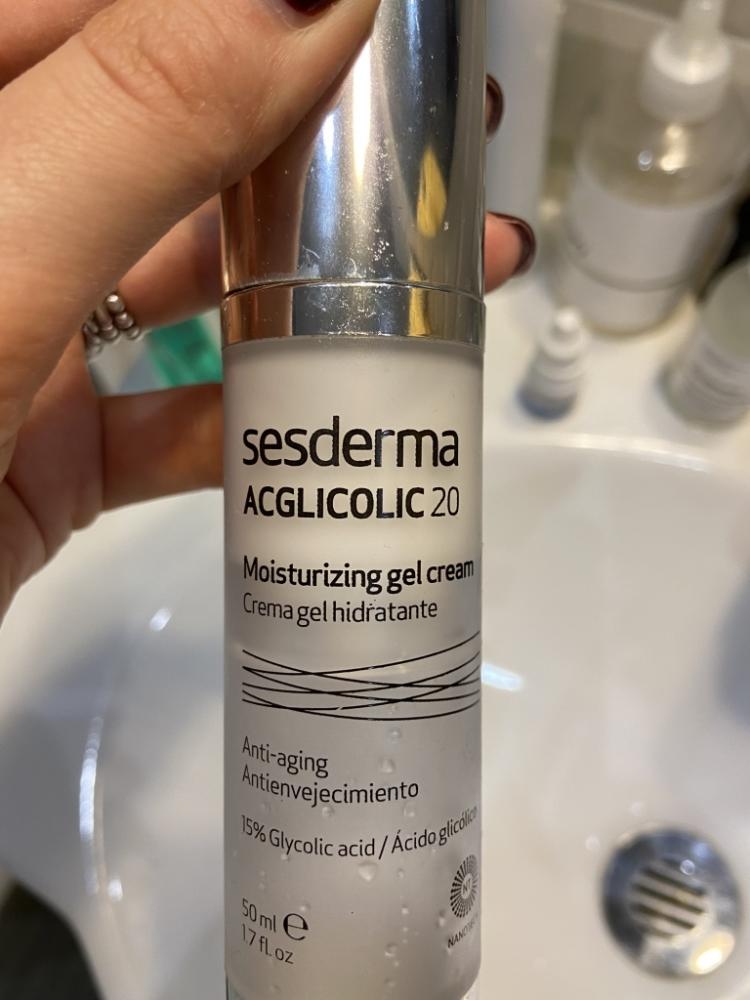 sesderma
ACGLICOLIC 20
Moisturizing gel cream
Crema gel hidratante
Anti-aging
Antienvejecimiento
15% Glycolic acid / Ácido glicólico
50 ml ℮
1.7 fl. oz
NT